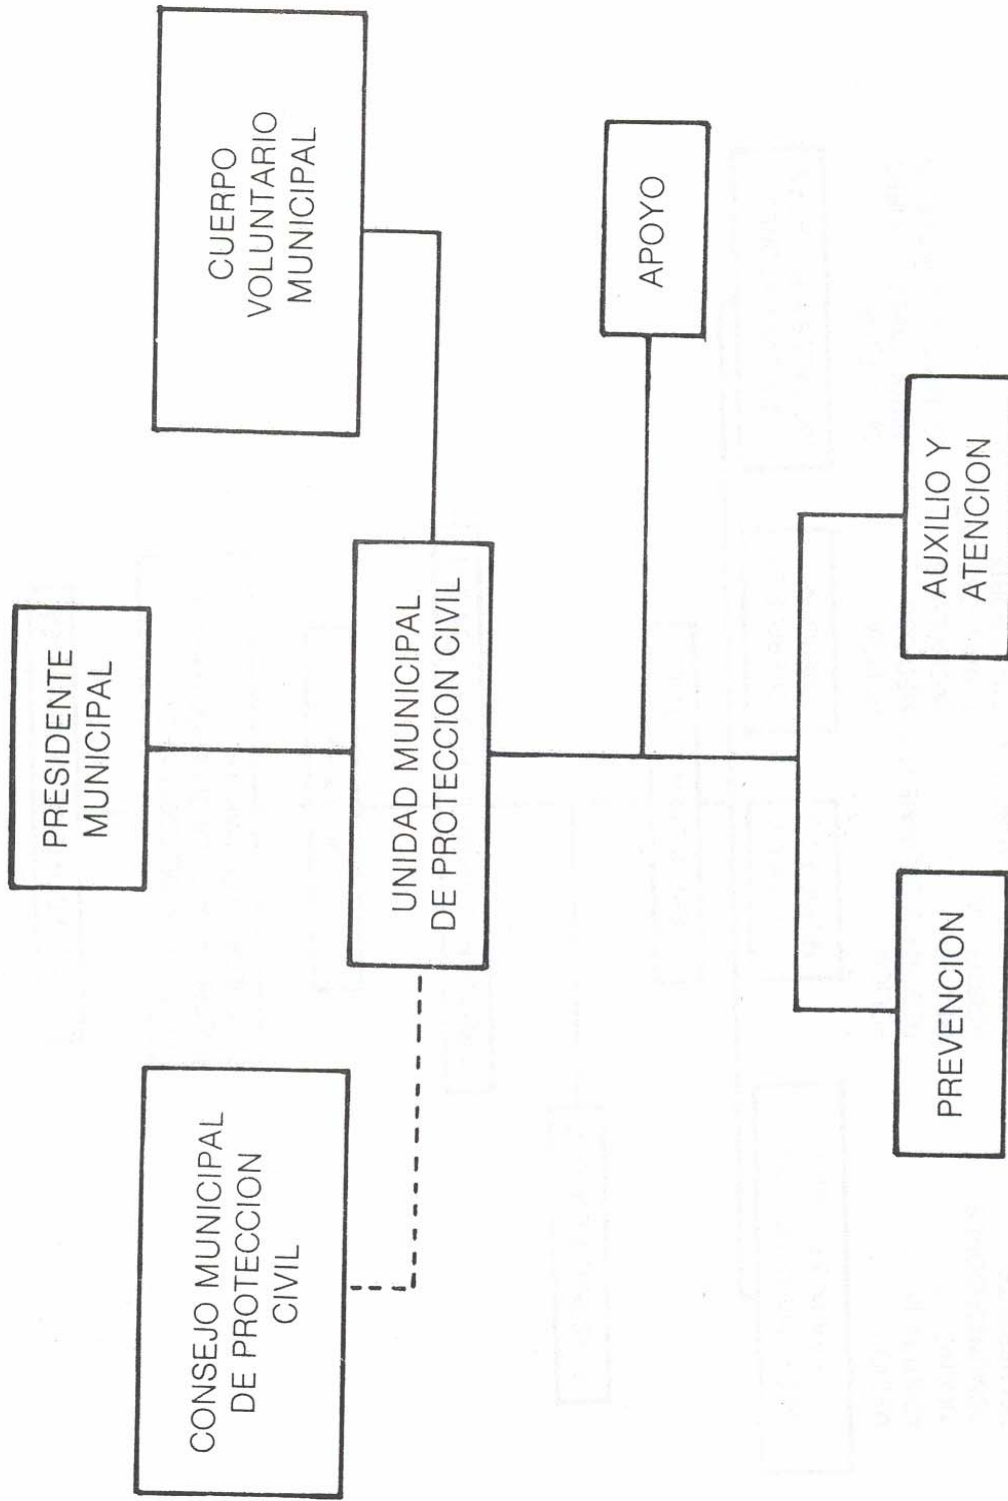 PRESIDENTE
MUNICIPAL
CONSEJO MUNICIPAL
DE PROTECCION
CIVIL
CUERPO
VOLUNTARIO
MUNICIPAL
UNIDAD MUNICIPAL
DE PROTECCION CIVIL
APOYO
PREVENCION
AUXILIO Y
ATENCION